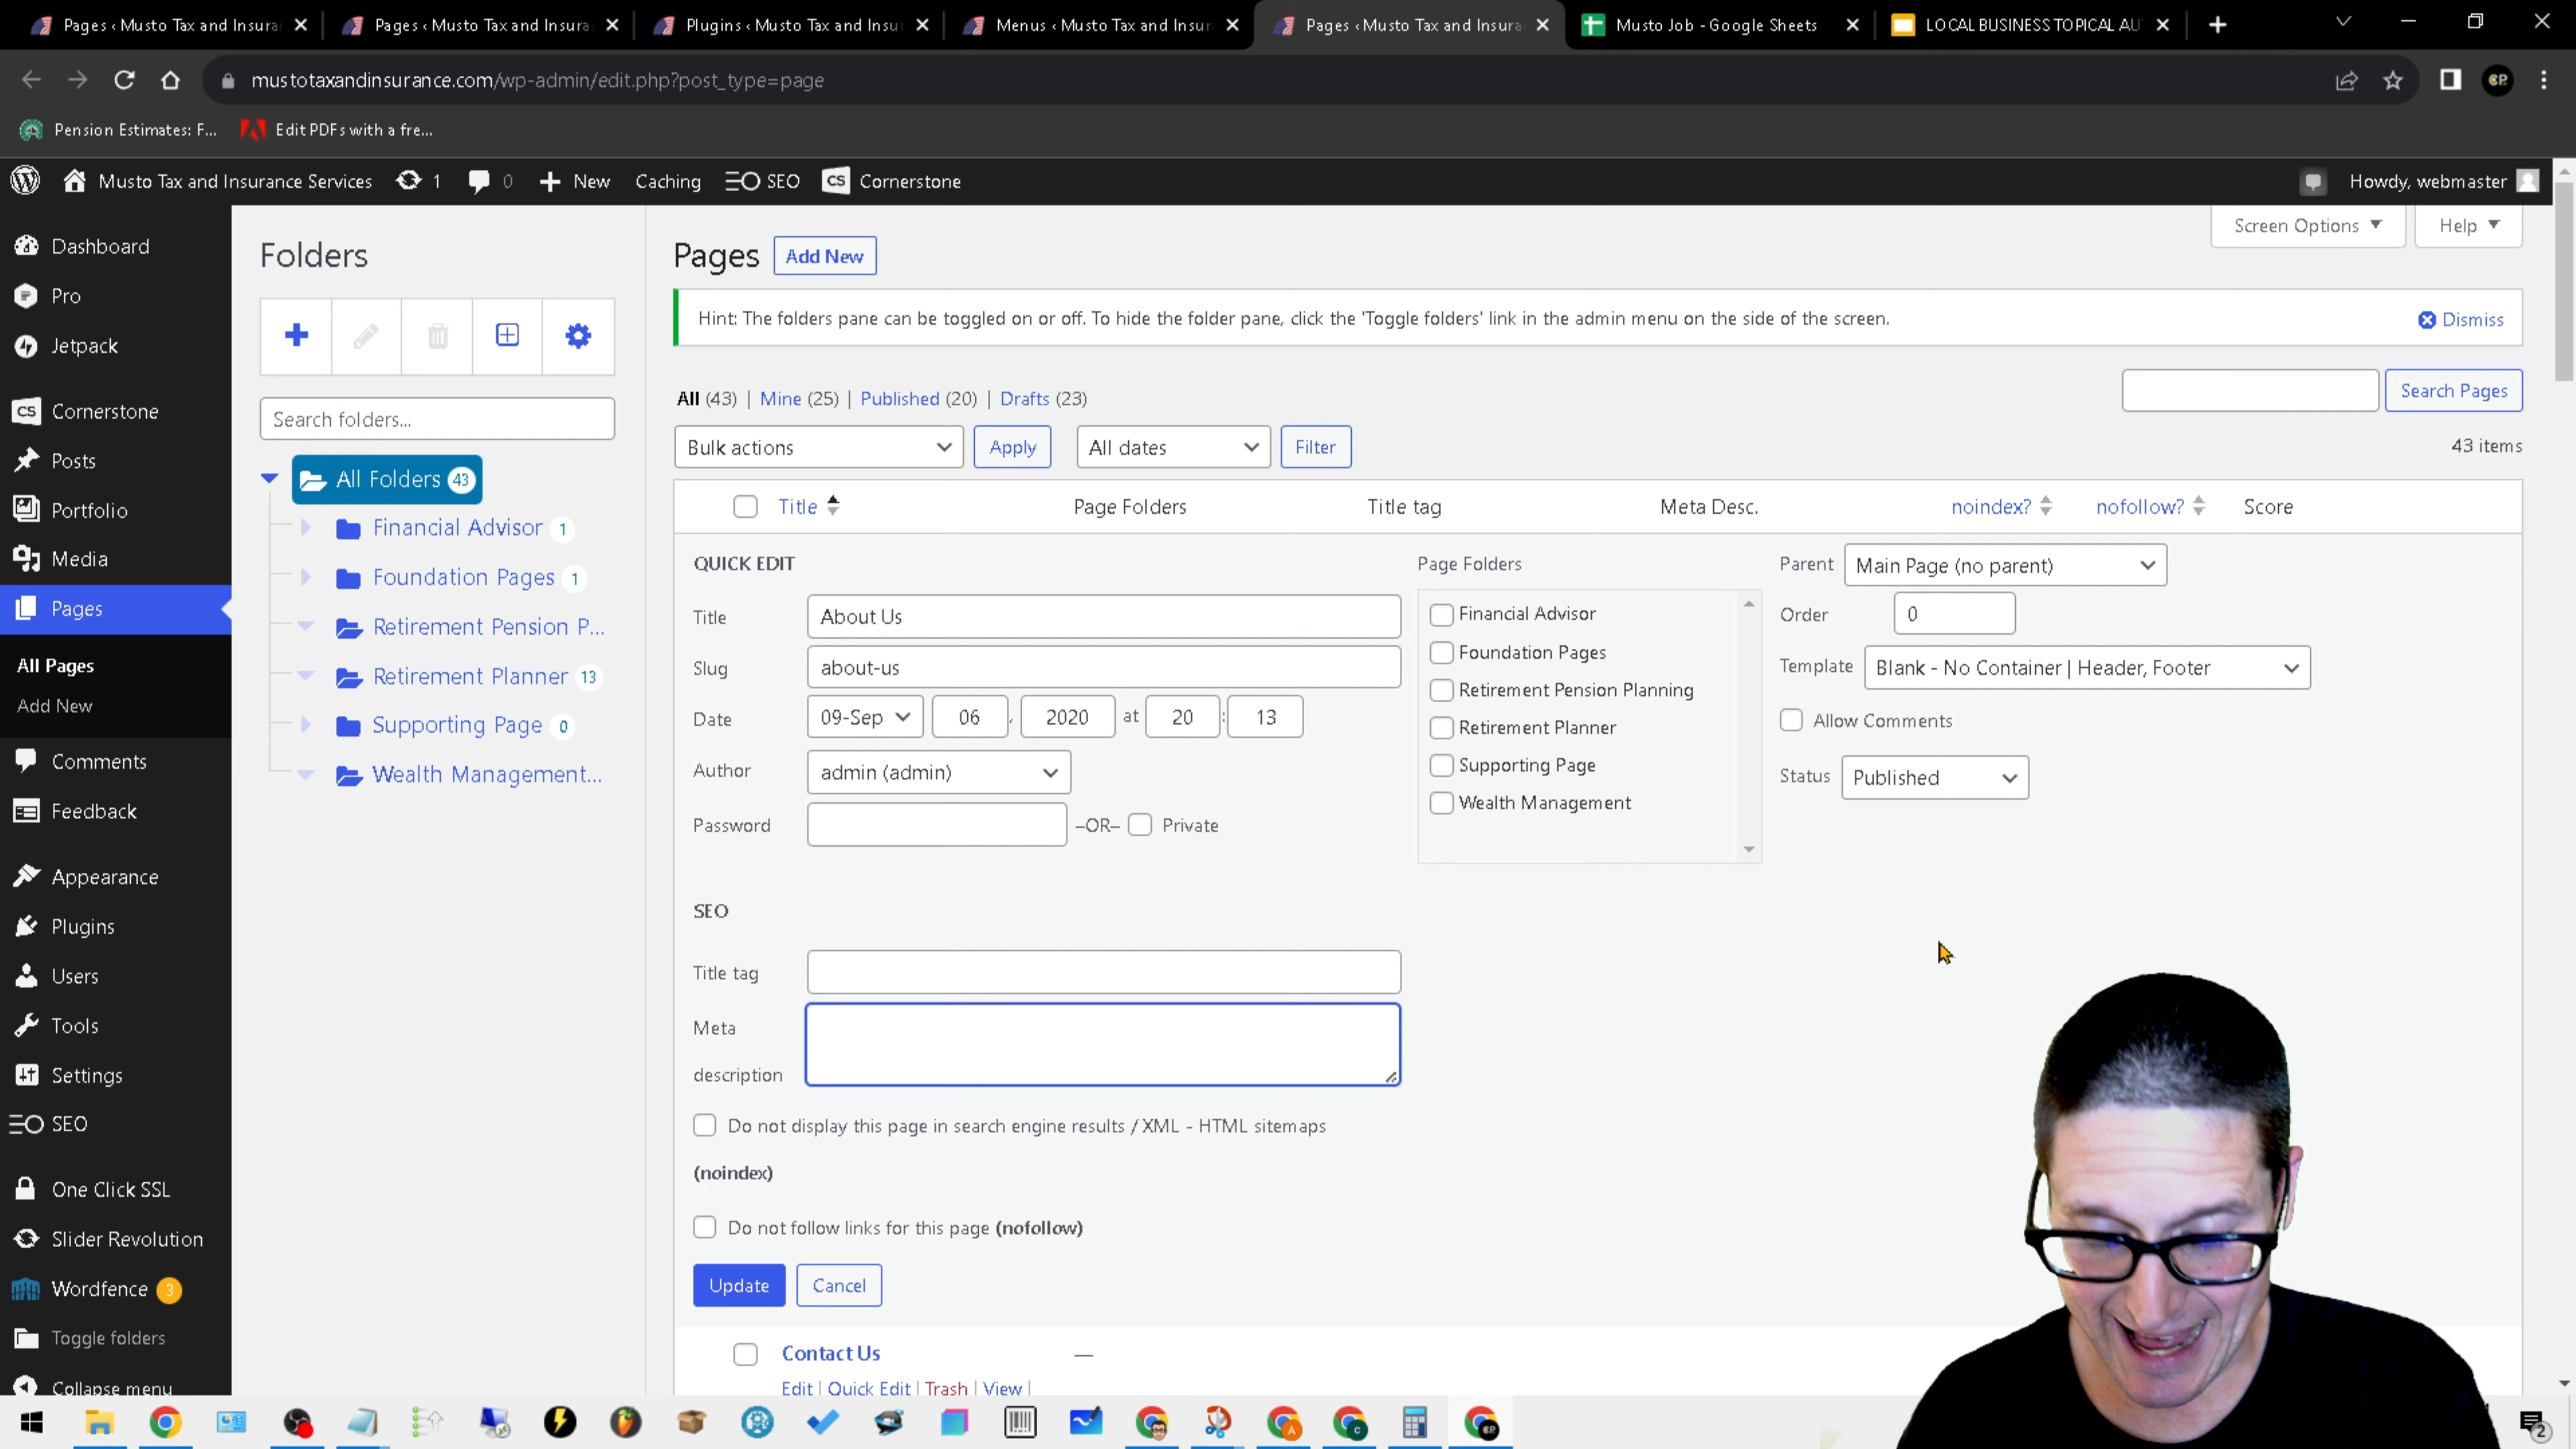 Pages ‹ Musto Tax and Insura
Pages ‹ Musto Tax and Insura
Plugins ‹ Musto Tax and Insu
Menus ‹ Musto Tax and Insur
Pages ‹ Musto Tax and Insura
Musto Job - Google Sheets
LOCAL BUSINESS TOPICAL AU
mustotaxandinsurance.com/wp-admin/edit.php?post_type=page
Pension Estimates: F...
Edit PDFs with a fre...
Musto Tax and Insurance Services
1
0
New
Caching
SEO
CS Cornerstone
Howdy, webmaster
Screen Options
Help
Dashboard
Pro
Jetpack
CS Cornerstone
Posts
Portfolio
Media
Pages
All Pages
Add New
Comments
Feedback
Appearance
Plugins
Users
Tools
Settings
SEO
One Click SSL
Slider Revolution
Wordfence 3
Toggle folders
Collapse menu
Folders
Search folders...
All Folders 43
Financial Advisor 1
Foundation Pages 1
Retirement Pension P...
Retirement Planner 13
Supporting Page 0
Wealth Management...
Pages
Add New
Hint: The folders pane can be toggled on or off. To hide the folder pane, click the 'Toggle folders' link in the admin menu on the side of the screen.
Dismiss
All (43) | Mine (25) | Published (20) | Drafts (23)
Search Pages
Bulk actions
Apply
All dates
Filter
43 items
Title
Page Folders
Title tag
Meta Desc.
noindex?
nofollow?
Score
QUICK EDIT
Title
About Us
Slug
about-us
Date
09-Sep
06
, 2020
at 20
: 13
Author
admin (admin)
Password
–OR–
Private
Page Folders
Financial Advisor
Foundation Pages
Retirement Pension Planning
Retirement Planner
Supporting Page
Wealth Management
Parent
Main Page (no parent)
Order
0
Template
Blank - No Container | Header, Footer
Allow Comments
Status
Published
SEO
Title tag
Meta
description
Do not display this page in search engine results / XML - HTML sitemaps
(noindex)
Do not follow links for this page (nofollow)
Update
Cancel
Contact Us
—
Edit | Quick Edit | Trash | View |
2